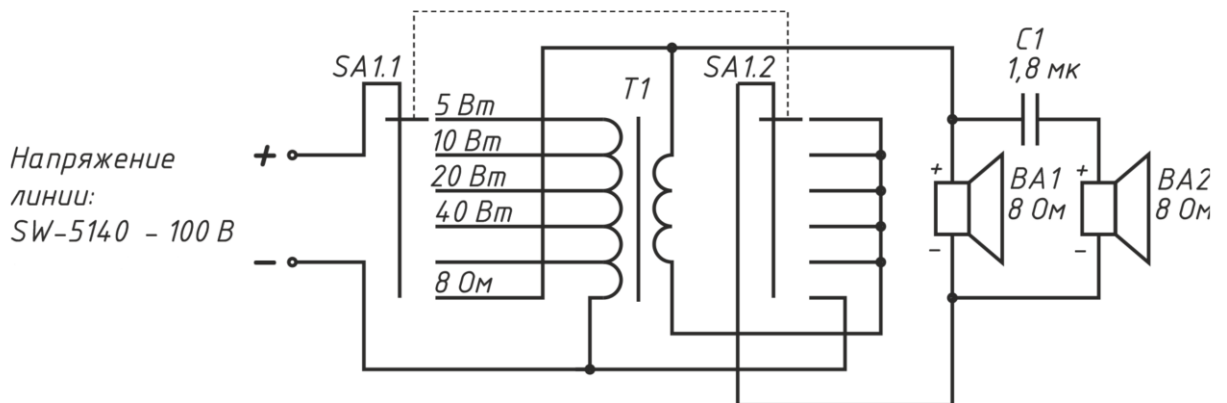 Напряжение
линии:
SW-5140 - 100 В
+
-
SA1.1
5 Вт
10 Вт
20 Вт
40 Вт
8 Ом
T1
SA1.2
C1
1,8 мк
+
BA1
8 Ом
-
+
BA2
8 Ом
-